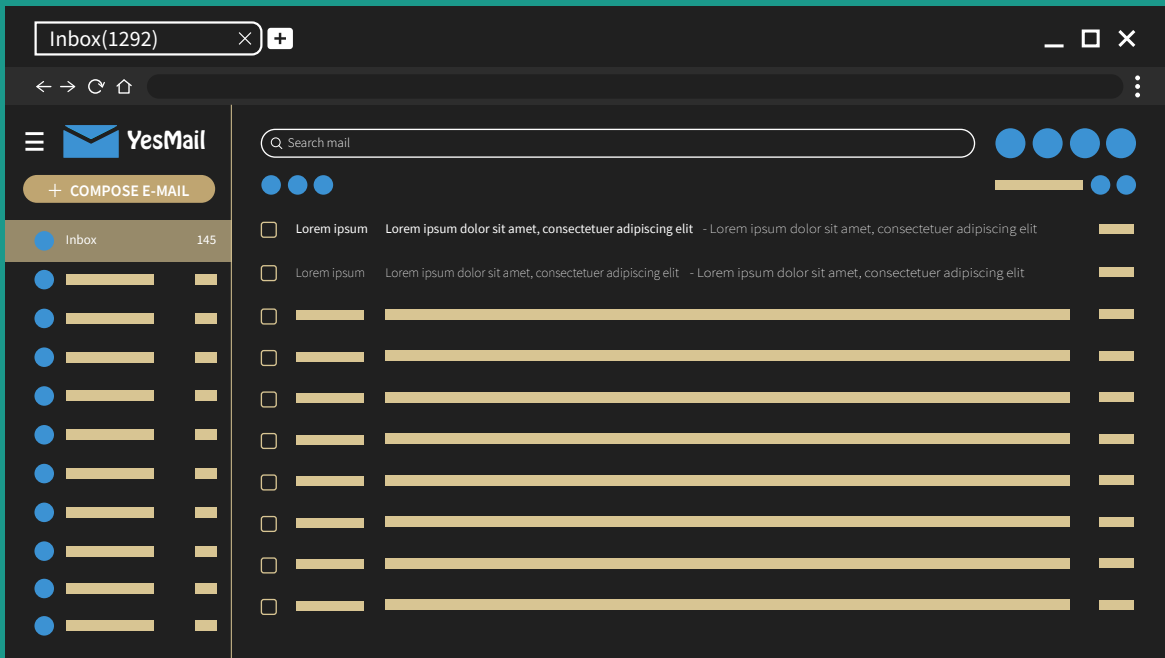 Inbox(1292)
YesMail
Search mail
COMPOSE E-MAIL
Inbox 145
Lorem ipsum Lorem ipsum dolor sit amet, consectetuer adipiscing elit - Lorem ipsum dolor sit amet, consectetuer adipiscing elit
Lorem ipsum Lorem ipsum dolor sit amet, consectetuer adipiscing elit - Lorem ipsum dolor sit amet, consectetuer adipiscing elit